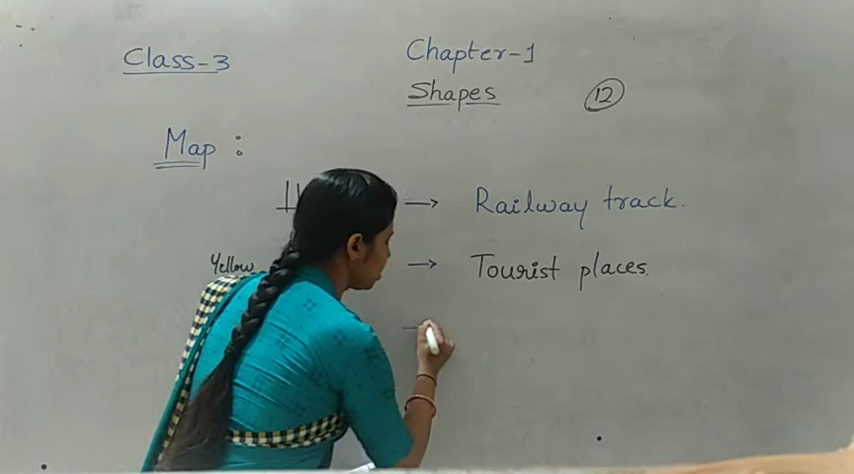 Class-3
Chapter-1
Shapes
12
Map :
→ Railway track.
Yellow → Tourist places.